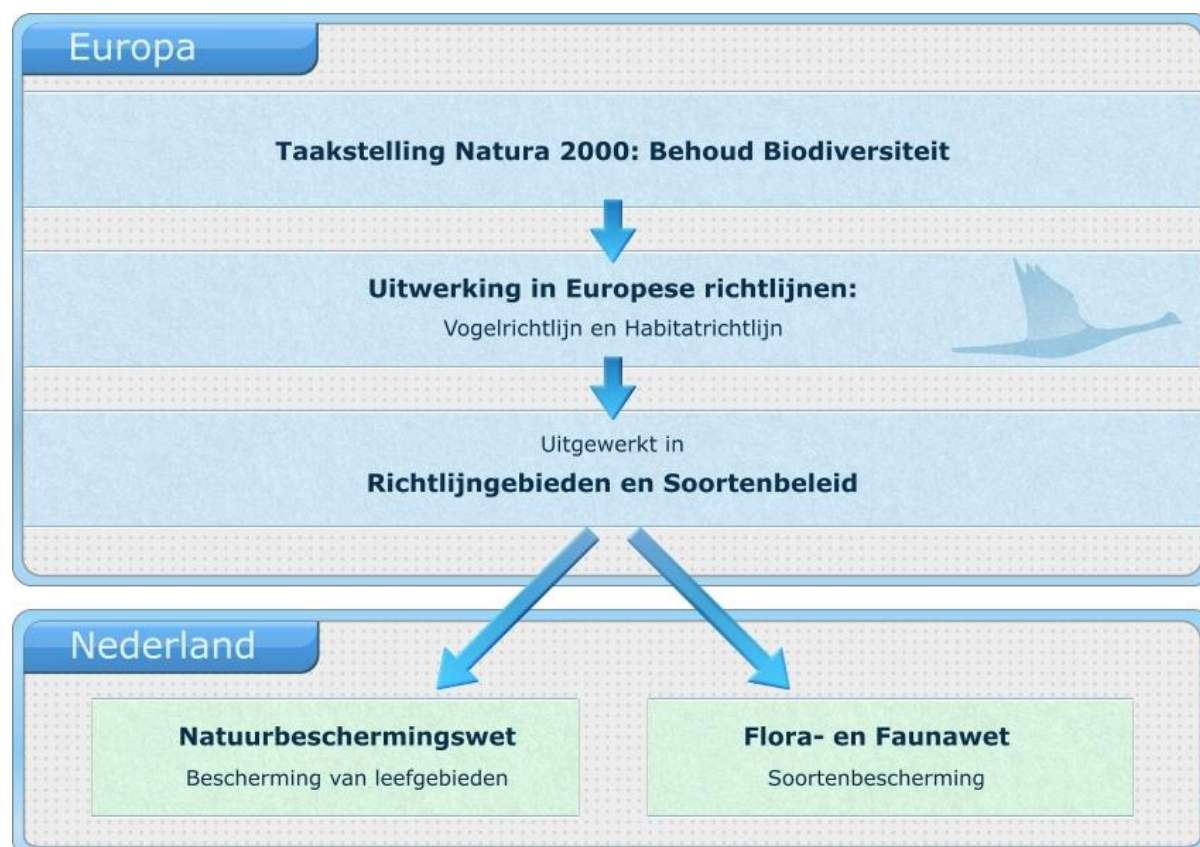 Europa
Taakstelling Natura 2000: Behoud Biodiversiteit
Uitwerking in Europese richtlijnen:
Vogelrichtlijn en Habitatrichtlijn
Uitgewerkt in
Richtlijngebieden en Soortenbeleid
Nederland
Natuurbeschermingswet
Bescherming van leefgebieden
Flora- en Faunawet
Soortenbescherming